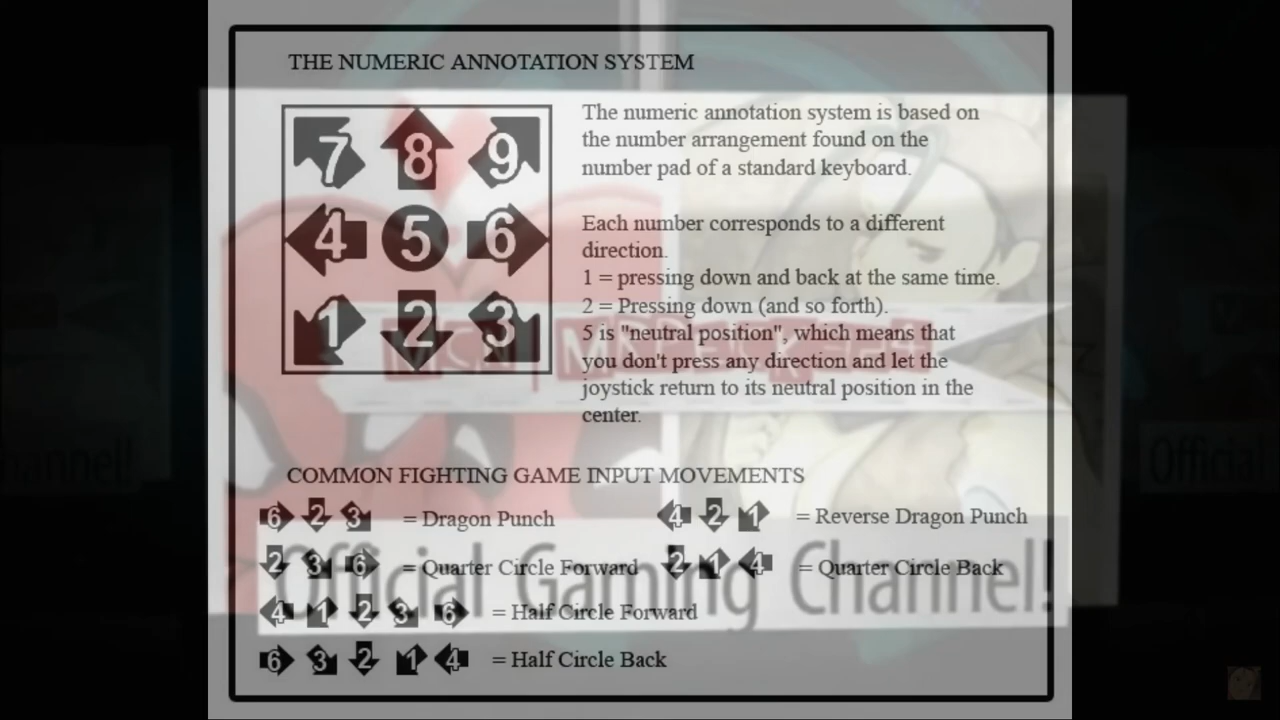 THE NUMERIC ANNOTATION SYSTEM
7 8 9
4 5 6
1 2 3
The numeric annotation system is based on
the number arrangement found on the
number pad of a standard keyboard.
Each number corresponds to a different
direction.
1 = pressing down and back at the same time.
2 = Pressing down (and so forth).
5 is "neutral position", which means that
you don't press any direction and let the
joystick return to its neutral position in the
center.
COMMON FIGHTING GAME INPUT MOVEMENTS
6 2 3 = Dragon Punch
4 2 1 = Reverse Dragon Punch
2 3 6 = Quarter Circle Forward
2 1 4 = Quarter Circle Back
4 1 2 3 6 = Half Circle Forward
6 3 2 1 4 = Half Circle Back
Official Gaming Channel!
hannel!
Official